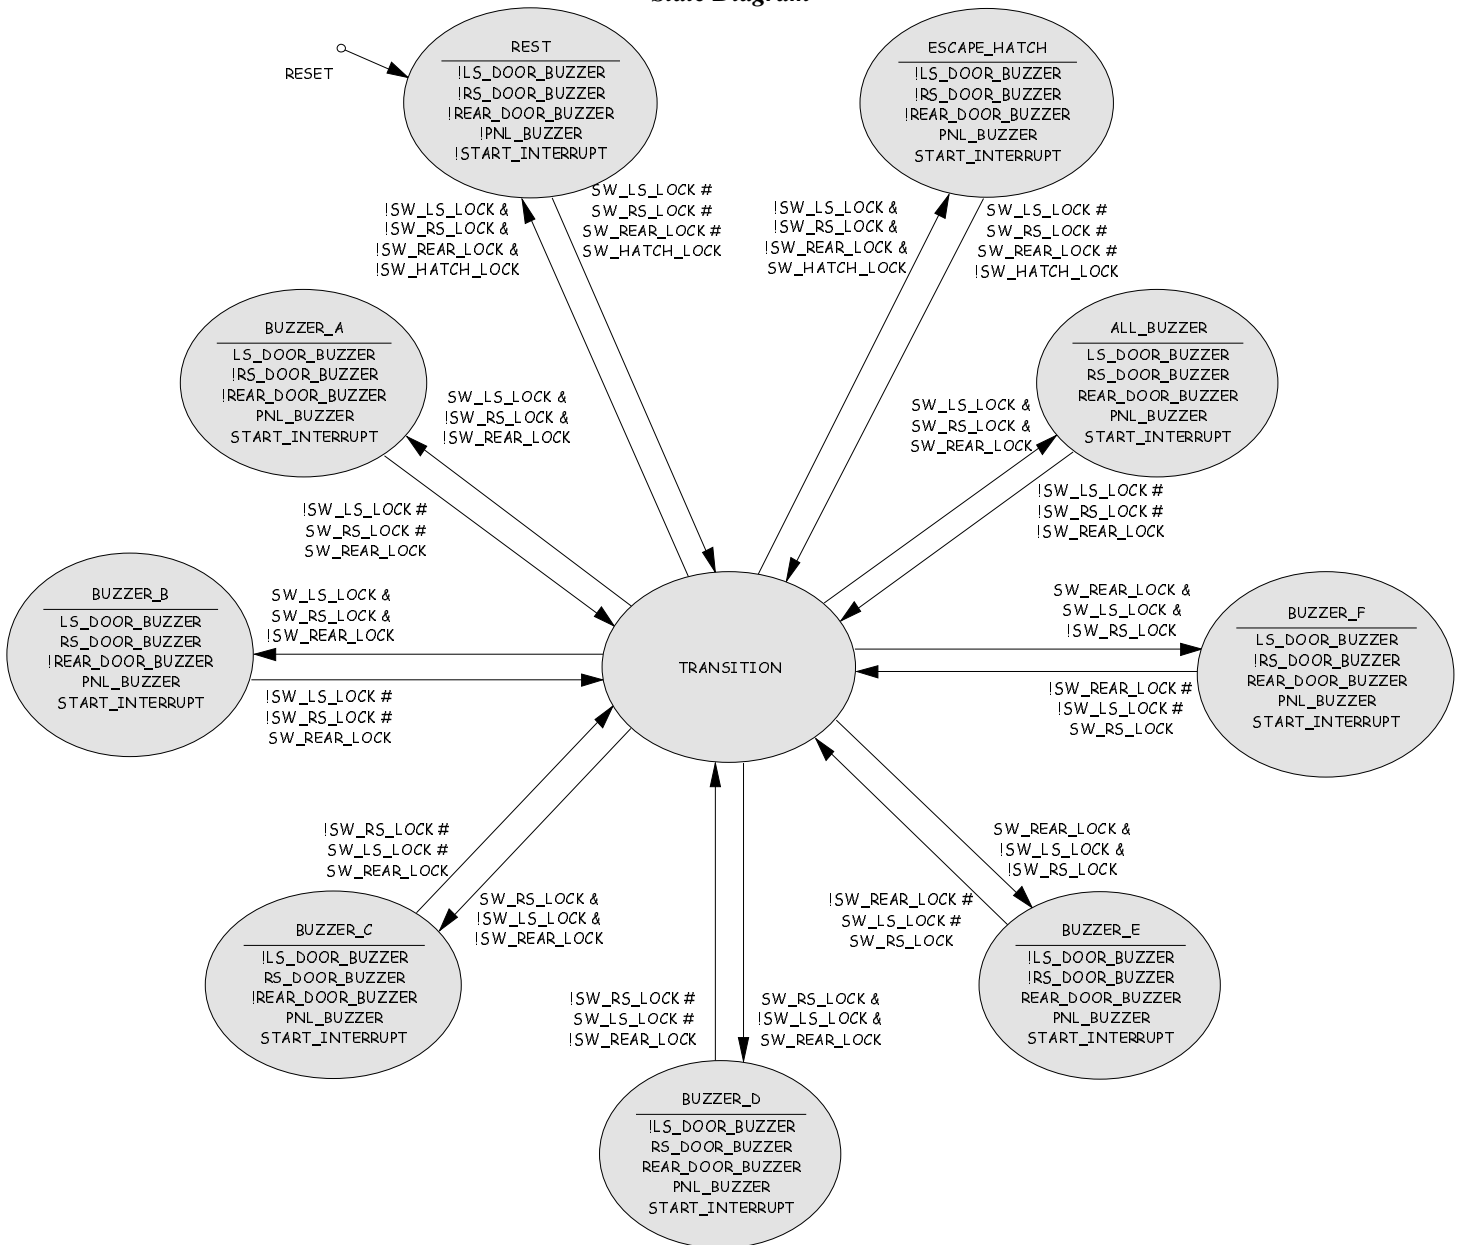 State Diagram
RESET
REST
!LS_DOOR_BUZZER
!RS_DOOR_BUZZER
!REAR_DOOR_BUZZER
!PNL_BUZZER
!START_INTERRUPT
ESCAPE_HATCH
!LS_DOOR_BUZZER
!RS_DOOR_BUZZER
!REAR_DOOR_BUZZER
PNL_BUZZER
START_INTERRUPT
!SW_LS_LOCK &
!SW_RS_LOCK &
!SW_REAR_LOCK &
!SW_HATCH_LOCK
SW_LS_LOCK #
SW_RS_LOCK #
SW_REAR_LOCK #
SW_HATCH_LOCK
!SW_LS_LOCK &
!SW_RS_LOCK &
!SW_REAR_LOCK &
SW_HATCH_LOCK
SW_LS_LOCK #
SW_RS_LOCK #
SW_REAR_LOCK #
!SW_HATCH_LOCK
BUZZER_A
LS_DOOR_BUZZER
!RS_DOOR_BUZZER
!REAR_DOOR_BUZZER
PNL_BUZZER
START_INTERRUPT
SW_LS_LOCK &
!SW_RS_LOCK &
!SW_REAR_LOCK
SW_LS_LOCK &
SW_RS_LOCK &
SW_REAR_LOCK
ALL_BUZZER
LS_DOOR_BUZZER
RS_DOOR_BUZZER
REAR_DOOR_BUZZER
PNL_BUZZER
START_INTERRUPT
!SW_LS_LOCK #
SW_RS_LOCK #
SW_REAR_LOCK
!SW_LS_LOCK #
!SW_RS_LOCK #
!SW_REAR_LOCK
BUZZER_B
LS_DOOR_BUZZER
RS_DOOR_BUZZER
!REAR_DOOR_BUZZER
PNL_BUZZER
START_INTERRUPT
SW_LS_LOCK &
SW_RS_LOCK &
!SW_REAR_LOCK
!SW_LS_LOCK #
!SW_RS_LOCK #
SW_REAR_LOCK
TRANSITION
SW_REAR_LOCK &
SW_LS_LOCK &
!SW_RS_LOCK
!SW_REAR_LOCK #
!SW_LS_LOCK #
SW_RS_LOCK
BUZZER_F
LS_DOOR_BUZZER
!RS_DOOR_BUZZER
REAR_DOOR_BUZZER
PNL_BUZZER
START_INTERRUPT
!SW_RS_LOCK #
SW_LS_LOCK #
SW_REAR_LOCK
SW_RS_LOCK &
!SW_LS_LOCK &
!SW_REAR_LOCK
SW_REAR_LOCK &
!SW_LS_LOCK &
!SW_RS_LOCK
!SW_REAR_LOCK #
SW_LS_LOCK #
SW_RS_LOCK
BUZZER_C
!LS_DOOR_BUZZER
RS_DOOR_BUZZER
!REAR_DOOR_BUZZER
PNL_BUZZER
START_INTERRUPT
BUZZER_E
!LS_DOOR_BUZZER
!RS_DOOR_BUZZER
REAR_DOOR_BUZZER
PNL_BUZZER
START_INTERRUPT
!SW_RS_LOCK #
SW_LS_LOCK #
!SW_REAR_LOCK
SW_RS_LOCK &
!SW_LS_LOCK &
SW_REAR_LOCK
BUZZER_D
!LS_DOOR_BUZZER
RS_DOOR_BUZZER
REAR_DOOR_BUZZER
PNL_BUZZER
START_INTERRUPT